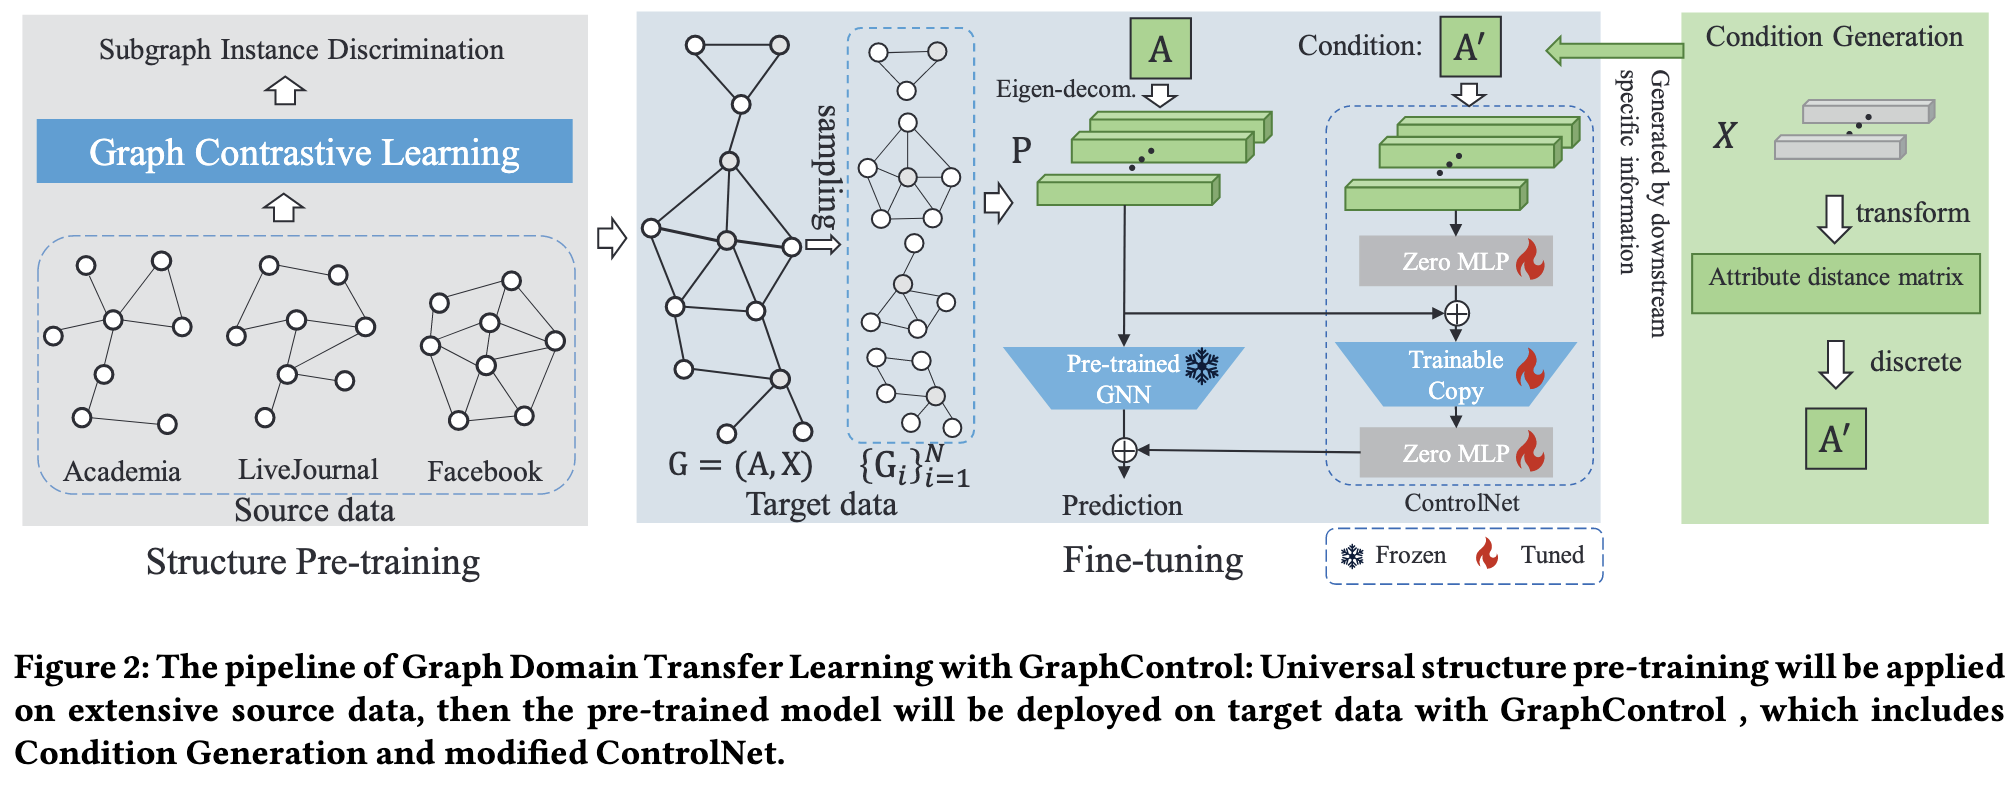 Subgraph Instance Discrimination
Graph Contrastive Learning
Academia
LiveJournal
Facebook
Source data
Structure Pre-training
G = (A, X)
sampling
{G_i}_{i=1}^N
Target data
A
Eigen-decom.
P
Pre-trained
GNN
Prediction
Condition:
A′
Zero MLP
Trainable
Copy
Zero MLP
ControlNet
Fine-tuning
Frozen
Tuned
Generated by downstream
specific information
Condition Generation
X
transform
Attribute distance matrix
discrete
A′
Figure 2: The pipeline of Graph Domain Transfer Learning with GraphControl: Universal structure pre-training will be applied
on extensive source data, then the pre-trained model will be deployed on target data with GraphControl , which includes
Condition Generation and modified ControlNet.